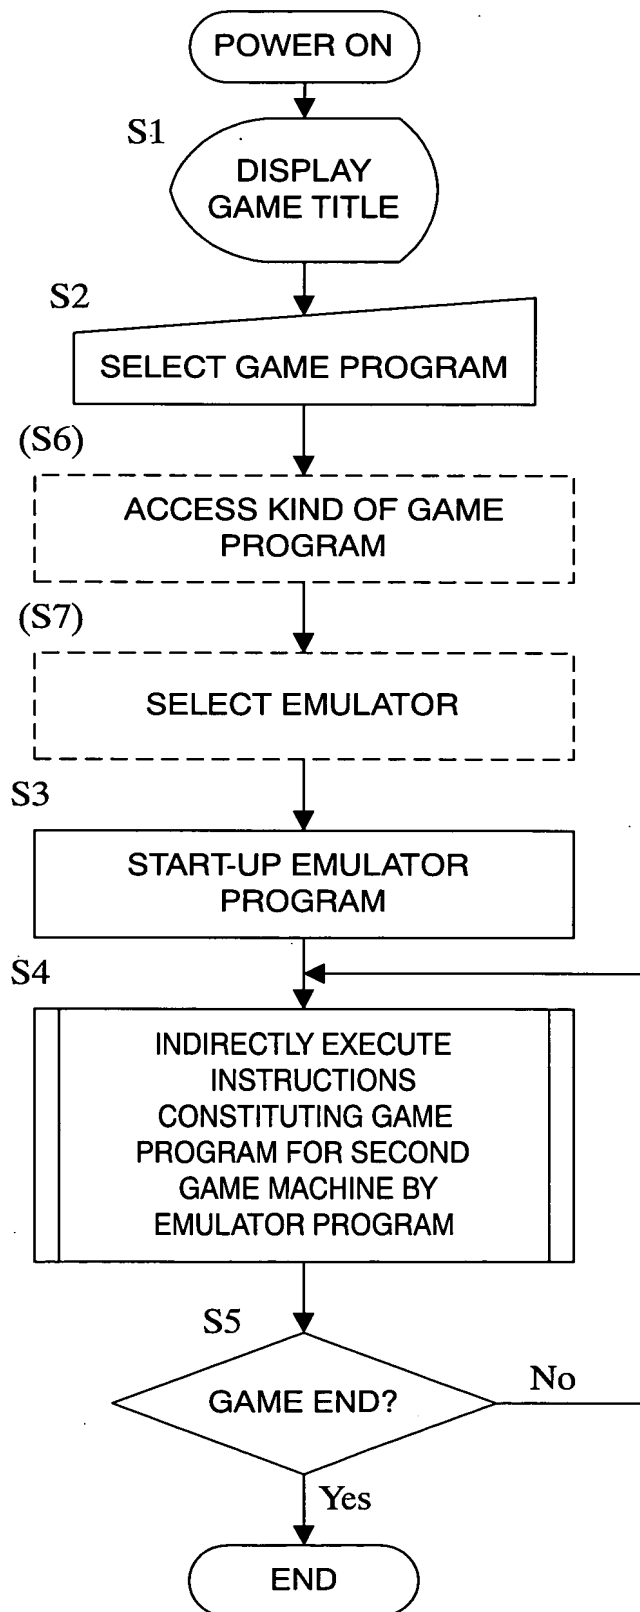 POWER ON
S1
DISPLAY
GAME TITLE
S2
SELECT GAME PROGRAM
(S6)
ACCESS KIND OF GAME
PROGRAM
(S7)
SELECT EMULATOR
S3
START-UP EMULATOR
PROGRAM
S4
INDIRECTLY EXECUTE
INSTRUCTIONS
CONSTITUTING GAME
PROGRAM FOR SECOND
GAME MACHINE BY
EMULATOR PROGRAM
S5
GAME END?
No
Yes
END